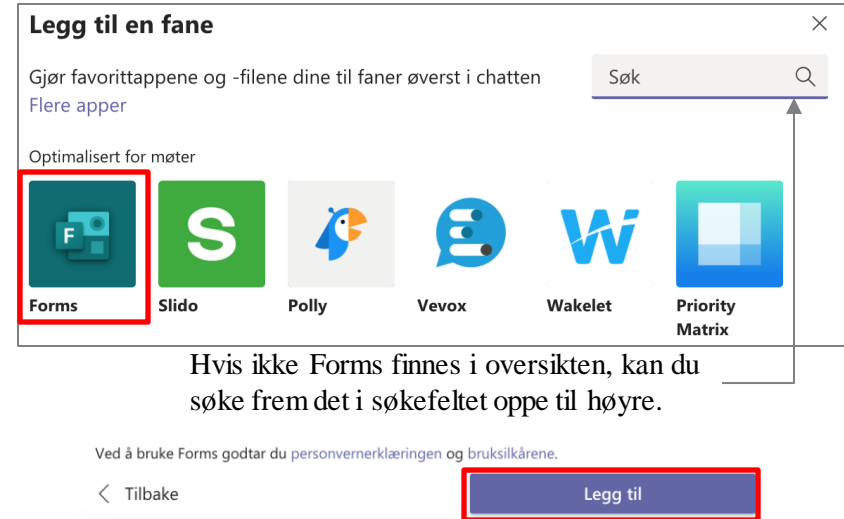 Legg til en fane
Gjør favorittappene og -filene dine til faner øverst i chatten
Søk
Flere apper
Optimalisert for møter
F
S
Forms
Slido
Polly
Vevox
Wakelet
Priority
Matrix
Hvis ikke Forms finnes i oversikten, kan du
søke frem det i søkefeltet oppe til høyre.
Ved å bruke Forms godtar du personvernerklæringen og bruksilkårene.
Tilbake
Legg til